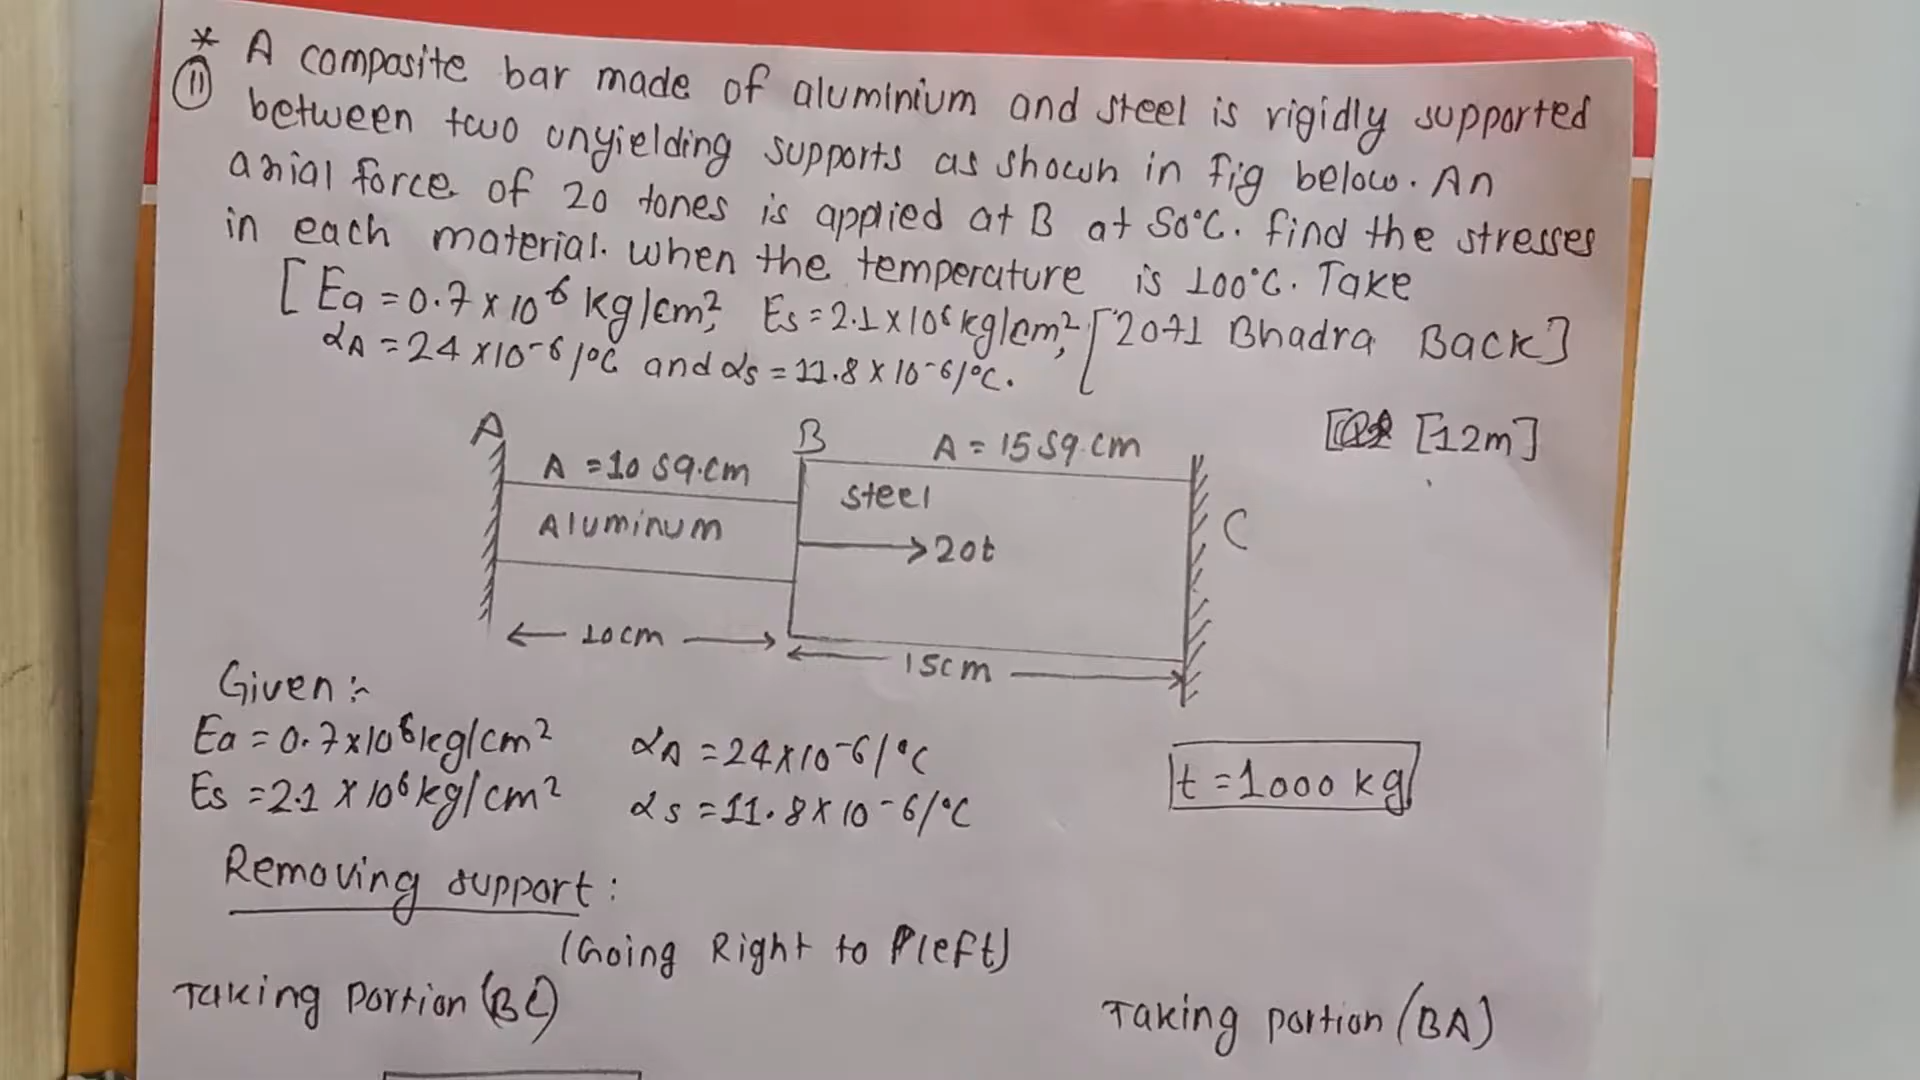 * A composite bar made of aluminium and steel is rigidly supported
(11) between two unyielding supports as shown in fig below. An
axial force of 20 tones is applied at B at 50°C. find the stresses
in each material. when the temperature is 100°C. Take
[Ea = 0.7 x 10^6 kg/cm², Es = 2.1 x 10^6 kg/cm², [2071 Bhadra Back]
αA = 24 x 10^-6/°C and αs = 11.8 x 10^-6/°C.
[12m]
A
B
A = 10 sq.cm
A = 15 sq.cm
Aluminum
steel
→ 20t
C
← 10cm →
← 15cm →
Given :-
Ea = 0.7x10^6 kg/cm² αA = 24x10^-6/°C
Es = 2.1 x 10^6 kg/cm² αs = 11.8 x 10^-6/°C
t = 1000 kg
Removing support :
(Going Right to left)
Taking portion (BC)
Taking portion (BA)